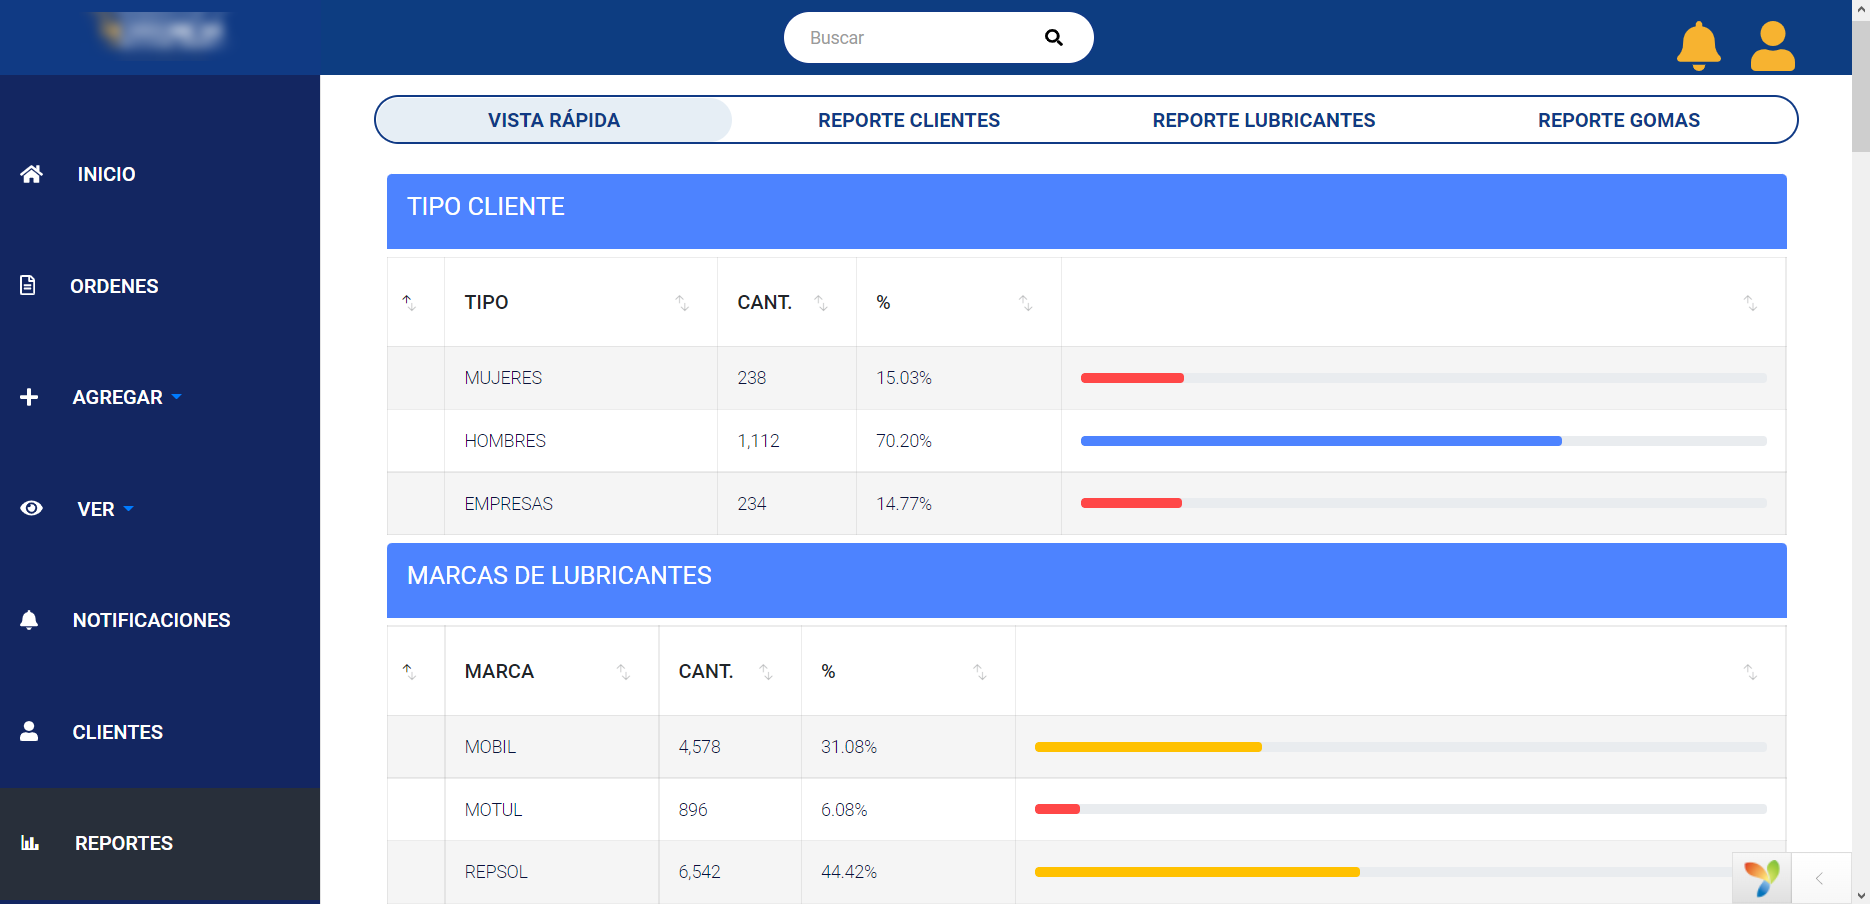 Buscar
VISTA RÁPIDA REPORTE CLIENTES REPORTE LUBRICANTES REPORTE GOMAS
INICIO
ORDENES
AGREGAR
VER
NOTIFICACIONES
CLIENTES
REPORTES
TIPO CLIENTE
TIPO CANT. %
MUJERES 238 15.03%
HOMBRES 1,112 70.20%
EMPRESAS 234 14.77%
MARCAS DE LUBRICANTES
MARCA CANT. %
MOBIL 4,578 31.08%
MOTUL 896 6.08%
REPSOL 6,542 44.42%